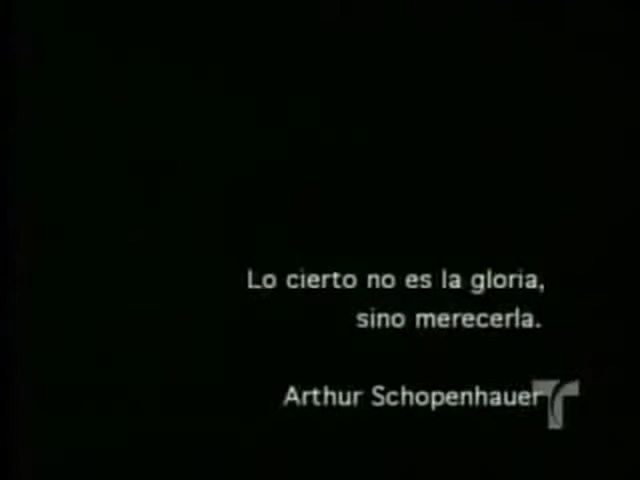 Lo cierto no es la gloria,
sino merecerla.
Arthur Schopenhauer